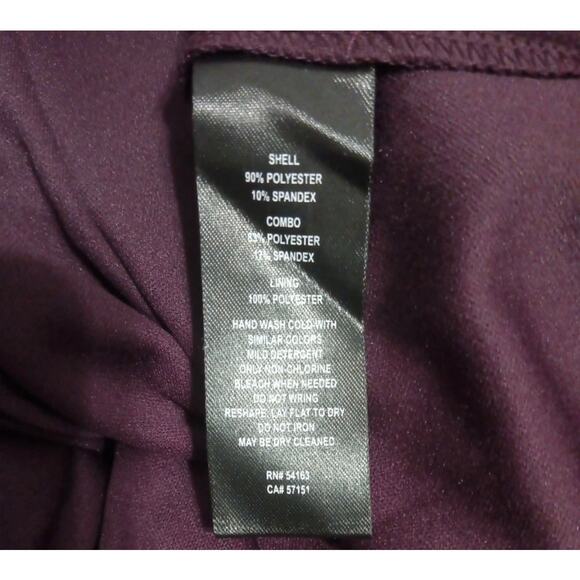 SHELL
90% POLYESTER
10% SPANDEX
COMBO
83% POLYESTER
17% SPANDEX
LINING
100% POLYESTER
HAND WASH COLD WITH
SIMILAR COLORS
MILD DETERGENT
ONLY NON-CHLORINE
BLEACH WHEN NEEDED
DO NOT WRING
RESHAPE, LAY FLAT TO DRY
DO NOT IRON
MAY BE DRY CLEANED
RN# 54163
CA# 57151